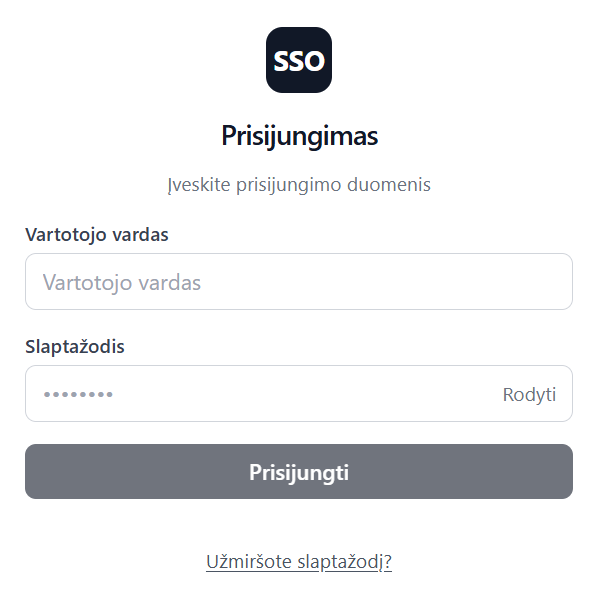 SSO
Prisijungimas
Įveskite prisijungimo duomenis
Vartotojo vardas
Vartotojo vardas
Slaptažodis
•••••••• Rodyti
Prisijungti
Užmiršote slaptažodį?